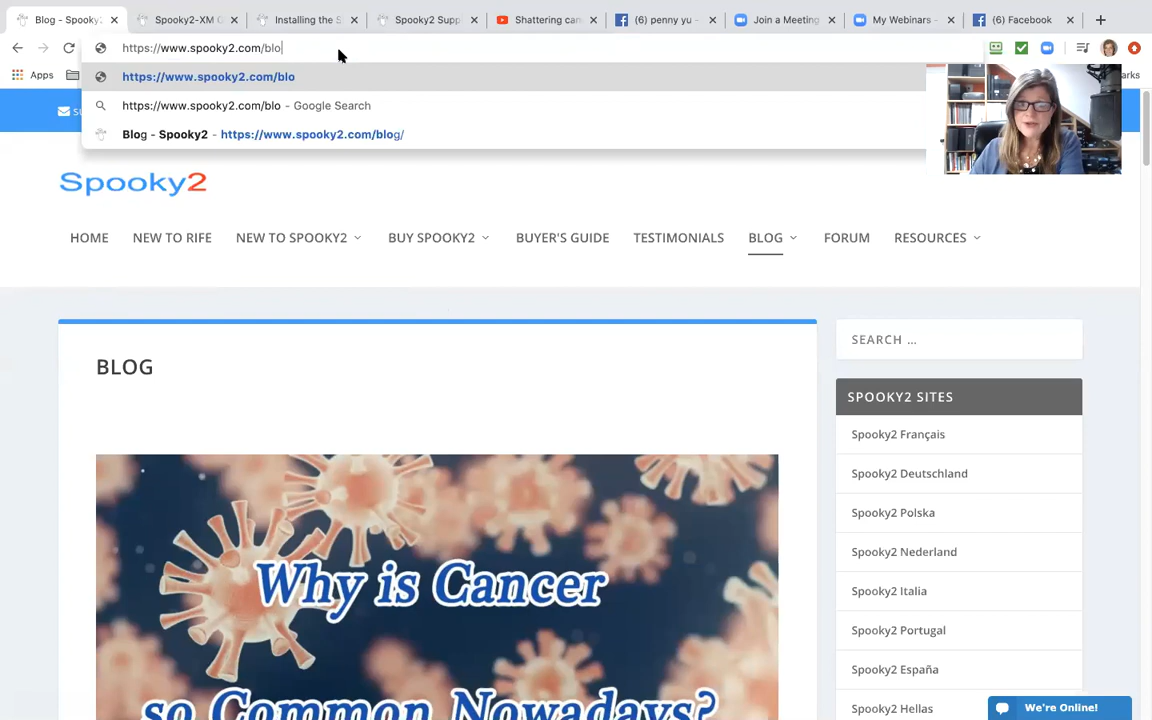 Blog - Spooky
Spooky2-XM G
Installing the S
Spooky2 Supp
Shattering can
(6) penny yu -
Join a Meeting
My Webinars -
(6) Facebook
https://www.spooky2.com/blo
Apps
arks
https://www.spooky2.com/blo
https://www.spooky2.com/blo - Google Search
Blog - Spooky2 - https://www.spooky2.com/blog/
Spooky2
HOME
NEW TO RIFE
NEW TO SPOOKY2
BUY SPOOKY2
BUYER'S GUIDE
TESTIMONIALS
BLOG
FORUM
RESOURCES
BLOG
SEARCH …
SPOOKY2 SITES
Spooky2 Français
Spooky2 Deutschland
Spooky2 Polska
Spooky2 Nederland
Spooky2 Italia
Spooky2 Portugal
Spooky2 España
Spooky2 Hellas
Why is Cancer
so Common Nowadays?
We're Online!